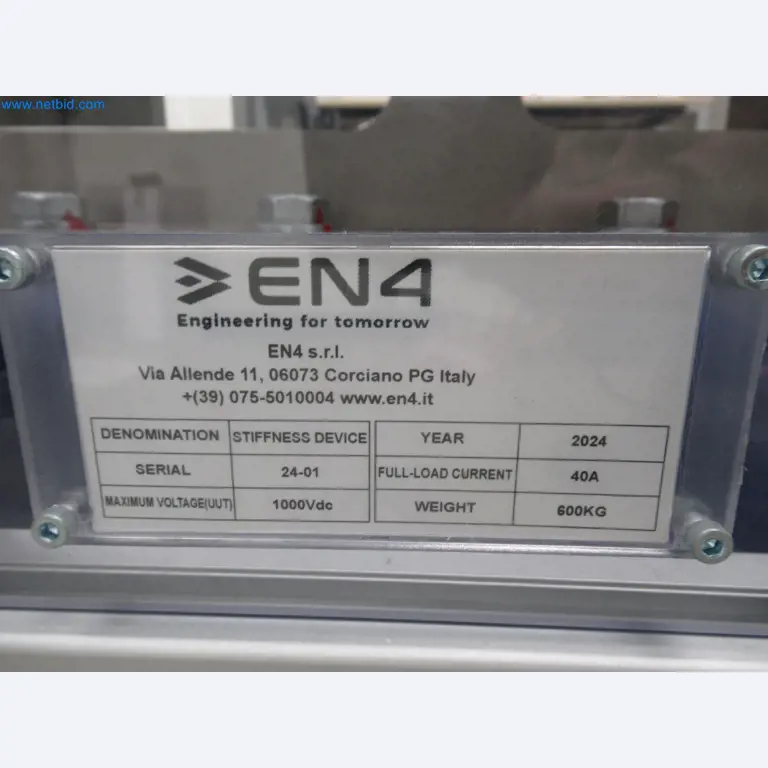 www.netbid.com
EN4
Engineering for tomorrow
EN4 s.r.l.
Via Allende 11, 06073 Corciano PG Italy
+(39) 075-5010004 www.en4.it
DENOMINATION STIFFNESS DEVICE YEAR 2024
SERIAL 24-01 FULL-LOAD CURRENT 40A
MAXIMUM VOLTAGE(UUT) 1000Vdc WEIGHT 600KG